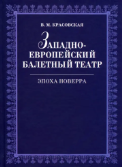 В. М. КРАСОВСКАЯ
ЗАПАДНО-
ЕВРОПЕЙСКИЙ
БАЛЕТНЫЙ ТЕАТР
ЭПОХА НОВЕРРА